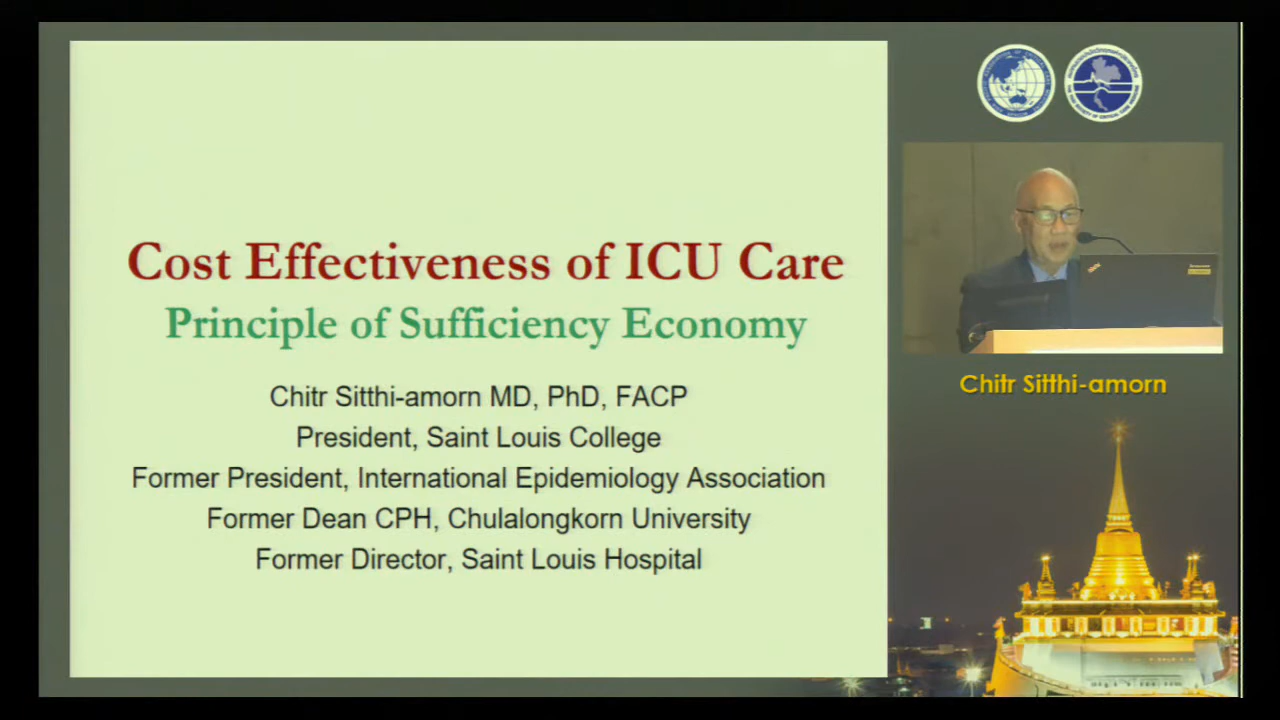 Cost Effectiveness of ICU Care
Principle of Sufficiency Economy
Chitr Sitthi-amorn MD, PhD, FACP
President, Saint Louis College
Former President, International Epidemiology Association
Former Dean CPH, Chulalongkorn University
Former Director, Saint Louis Hospital
Chitr Sitthi-amorn